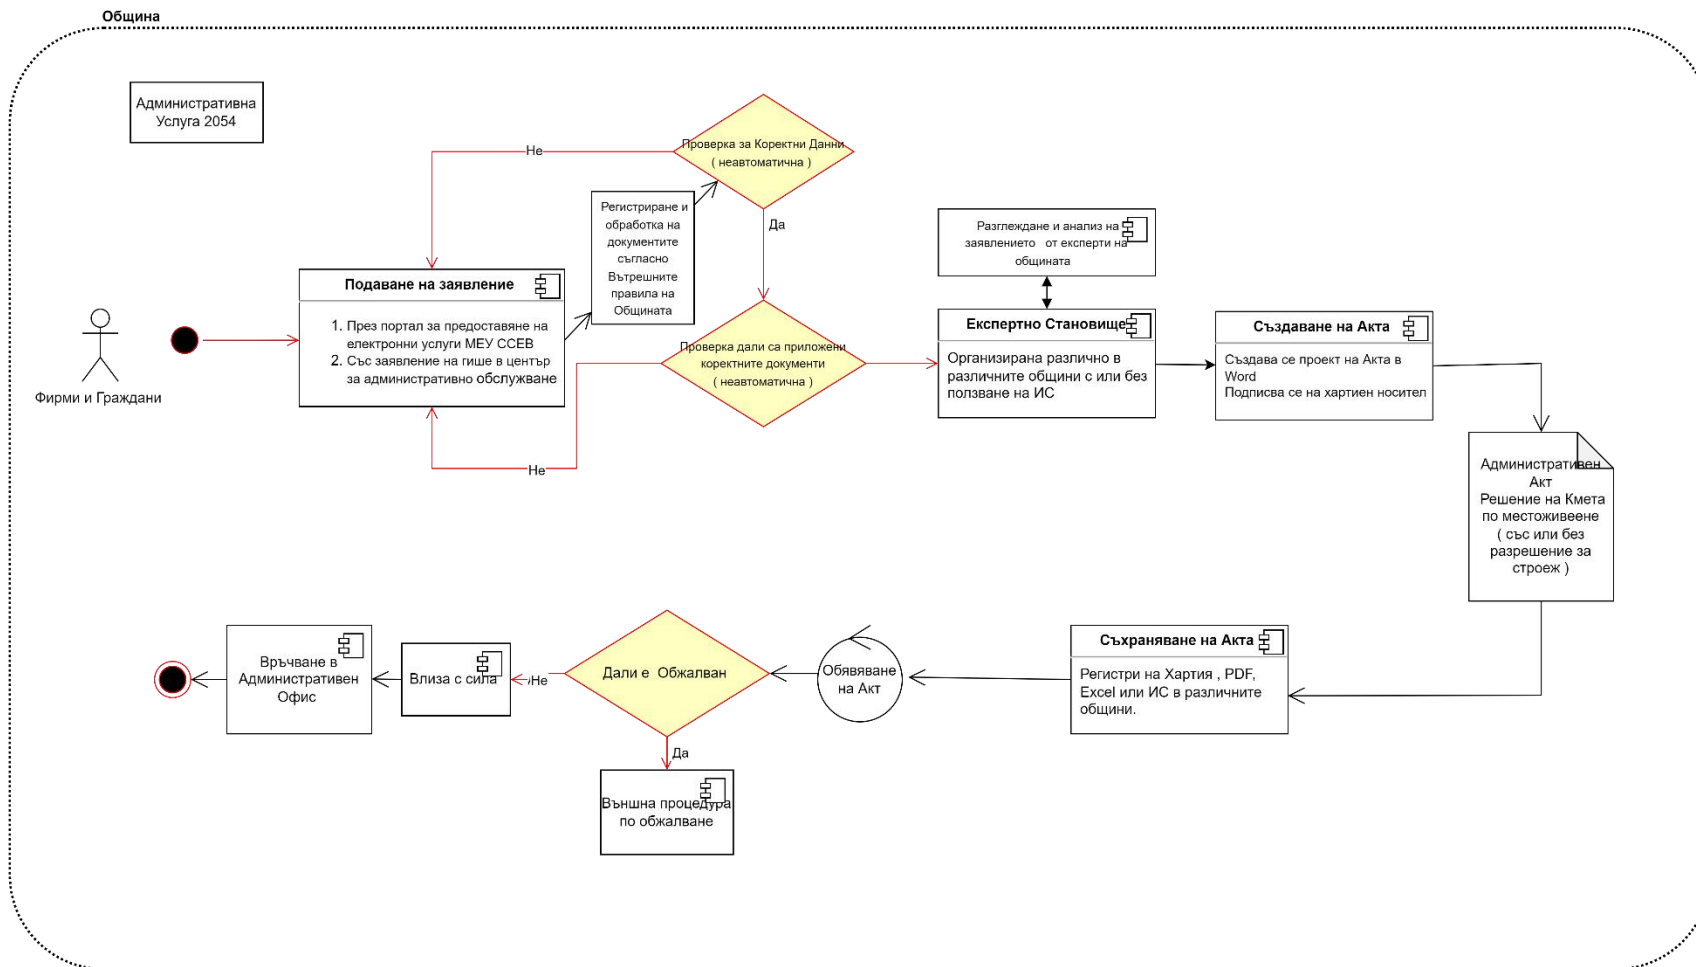 Община
Административна
Услуга 2054
Проверка за Коректни Данни
( неавтоматична )
Не
Да
Регистриране и
обработка на
документите
съгласно
Вътрешните
правила на
Общината
Подаване на заявление
1. През портал за предоставяне на
електронни услуги МЕУ ССЕВ
2. Със заявление на гише в център
за административно обслужване
Фирми и Граждани
Проверка дали са приложени
коректните документи
( неавтоматична )
Не
Разглеждане и анализ на
заявлението от експерти на
общината
Експертно Становище
Организирана различно в
различните общини с или без
ползване на ИС
Създаване на Акта
Създава се проект на Акта в
Word
Подписва се на хартиен носител
Административен
Акт
Решение на Кмета
по местоживеене
( със или без
разрешение за
строеж )
Съхраняване на Акта
Регистри на Хартия , PDF,
Excel или ИС в различните
общини.
Обявяване
на Акт
Дали е Обжалван
Не
Да
Външна процедура
по обжалване
Влиза с сила
Връчване в
Административен
Офис